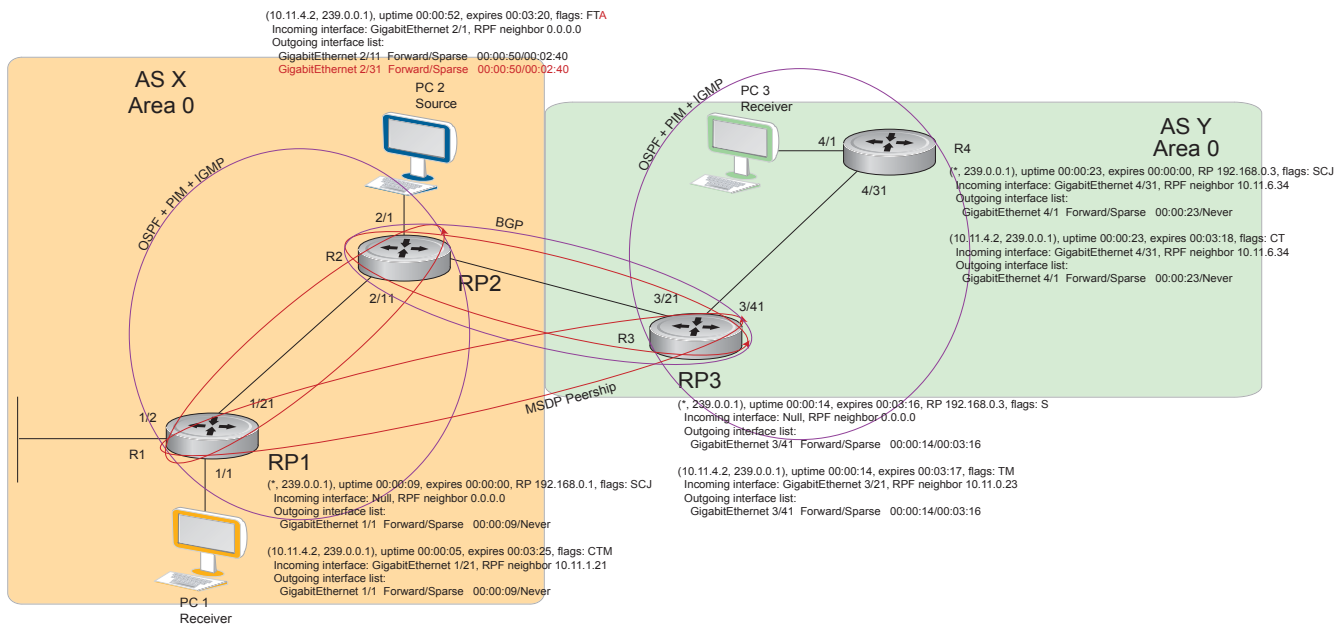 (10.11.4.2, 239.0.0.1), uptime 00:00:52, expires 00:03:20, flags: FTA
Incoming interface: GigabitEthernet 2/1, RPF neighbor 0.0.0.0
Outgoing interface list:
GigabitEthernet 2/11 Forward/Sparse 00:00:50/00:02:40
GigabitEthernet 2/31 Forward/Sparse 00:00:50/00:02:40
AS X
Area 0
PC 2
Source
OSPF + PIM + IGMP
2/1
R2
RP2
2/11
BGP
1/2
1/21
R1
RP1
1/1
(*, 239.0.0.1), uptime 00:00:09, expires 00:00:00, RP 192.168.0.1, flags: SCJ
Incoming interface: Null, RPF neighbor 0.0.0.0
Outgoing interface list:
GigabitEthernet 1/1 Forward/Sparse 00:00:09/Never
(10.11.4.2, 239.0.0.1), uptime 00:00:05, expires 00:03:25, flags: CTM
Incoming interface: GigabitEthernet 1/21, RPF neighbor 10.11.1.21
Outgoing interface list:
GigabitEthernet 1/1 Forward/Sparse 00:00:09/Never
PC 1
Receiver
MSDP Peership
OSPF + PIM + IGMP
PC 3
Receiver
AS Y
Area 0
4/1
R4
4/31
(*, 239.0.0.1), uptime 00:00:23, expires 00:00:00, RP 192.168.0.3, flags: SCJ
Incoming interface: GigabitEthernet 4/31, RPF neighbor 10.11.6.34
Outgoing interface list:
GigabitEthernet 4/1 Forward/Sparse 00:00:23/Never
(10.11.4.2, 239.0.0.1), uptime 00:00:23, expires 00:03:18, flags: CT
Incoming interface: GigabitEthernet 4/31, RPF neighbor 10.11.6.34
Outgoing interface list:
GigabitEthernet 4/1 Forward/Sparse 00:00:23/Never
3/21
3/41
R3
RP3
(*, 239.0.0.1), uptime 00:00:14, expires 00:03:16, RP 192.168.0.3, flags: S
Incoming interface: Null, RPF neighbor 0.0.0.0
Outgoing interface list:
GigabitEthernet 3/41 Forward/Sparse 00:00:14/00:03:16
(10.11.4.2, 239.0.0.1), uptime 00:00:14, expires 00:03:17, flags: TM
Incoming interface: GigabitEthernet 3/21, RPF neighbor 10.11.0.23
Outgoing interface list:
GigabitEthernet 3/41 Forward/Sparse 00:00:14/00:03:16